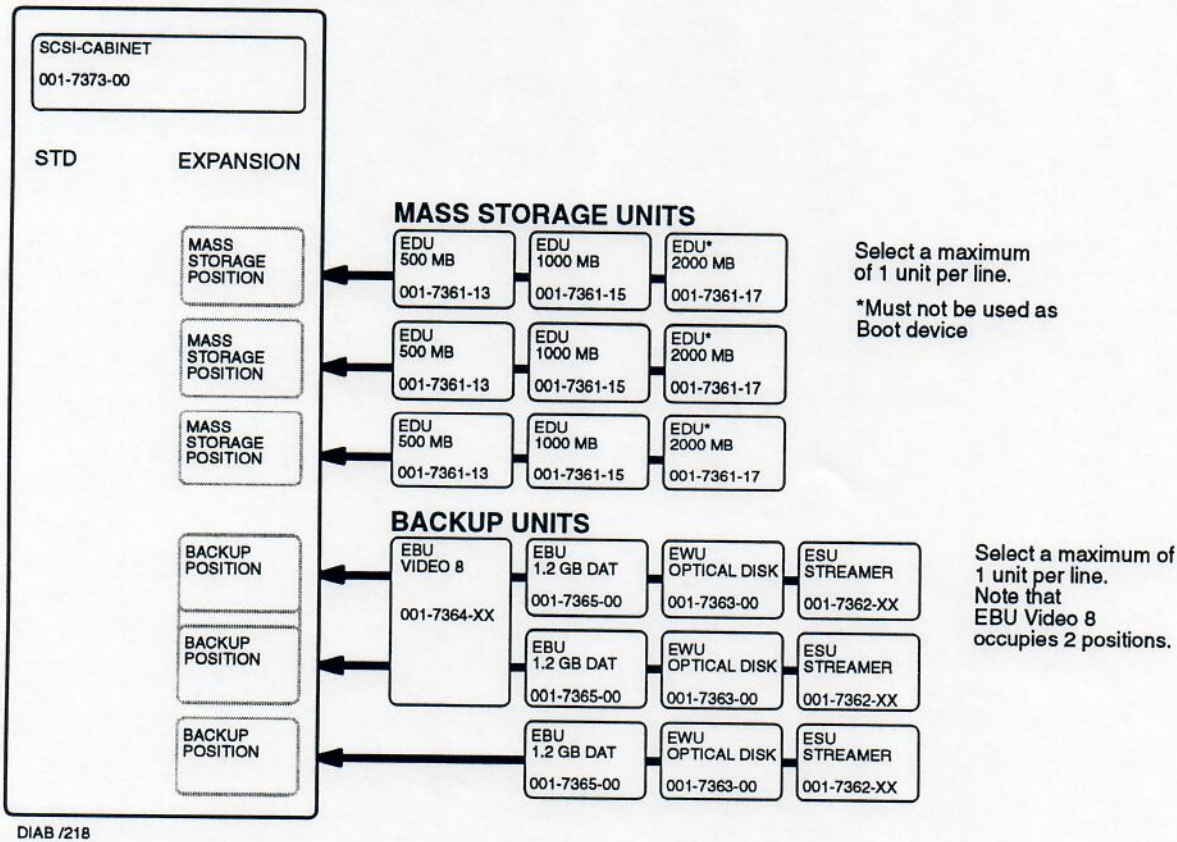 SCSI-CABINET
001-7373-00
STD
EXPANSION
MASS STORAGE UNITS
MASS
STORAGE
POSITION
EDU
500 MB
001-7361-13
EDU
1000 MB
001-7361-15
EDU*
2000 MB
001-7361-17
Select a maximum
of 1 unit per line.
*Must not be used as
Boot device
MASS
STORAGE
POSITION
EDU
500 MB
001-7361-13
EDU
1000 MB
001-7361-15
EDU*
2000 MB
001-7361-17
MASS
STORAGE
POSITION
EDU
500 MB
001-7361-13
EDU
1000 MB
001-7361-15
EDU*
2000 MB
001-7361-17
BACKUP UNITS
BACKUP
POSITION
EBU
VIDEO 8
001-7364-XX
EBU
1.2 GB DAT
001-7365-00
EWU
OPTICAL DISK
001-7363-00
ESU
STREAMER
001-7362-XX
Select a maximum of
1 unit per line.
Note that
EBU Video 8
occupies 2 positions.
BACKUP
POSITION
EBU
1.2 GB DAT
001-7365-00
EWU
OPTICAL DISK
001-7363-00
ESU
STREAMER
001-7362-XX
BACKUP
POSITION
EBU
1.2 GB DAT
001-7365-00
EWU
OPTICAL DISK
001-7363-00
ESU
STREAMER
001-7362-XX
DIAB /218